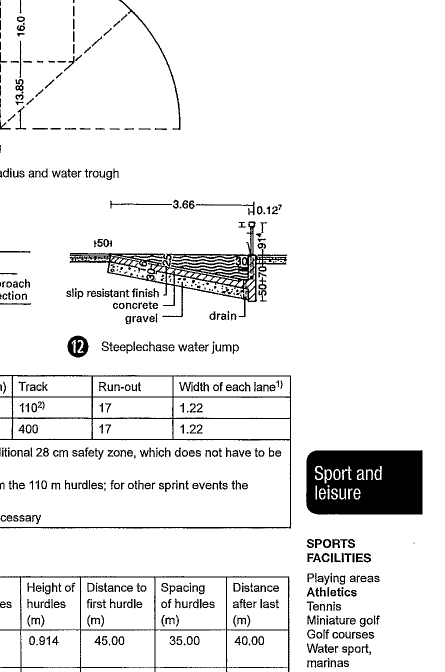 16.0
13.85
adius and water trough
3.66
0.12⁷
50
91⁴
30
50
70
slip resistant finish
concrete
gravel
drain
12 Steeplechase water jump
proach
ection
) Track Run-out Width of each lane¹⁾
110²⁾ 17 1.22
400 17 1.22
ditional 28 cm safety zone, which does not have to be
m the 110 m hurdles; for other sprint events the
cessary
Sport and
leisure
SPORTS
FACILITIES
Playing areas
Athletics
Tennis
Miniature golf
Golf courses
Water sport,
marinas
es Height of hurdles (m) Distance to first hurdle (m) Spacing of hurdles (m) Distance after last (m)
0.914 45.00 35.00 40.00